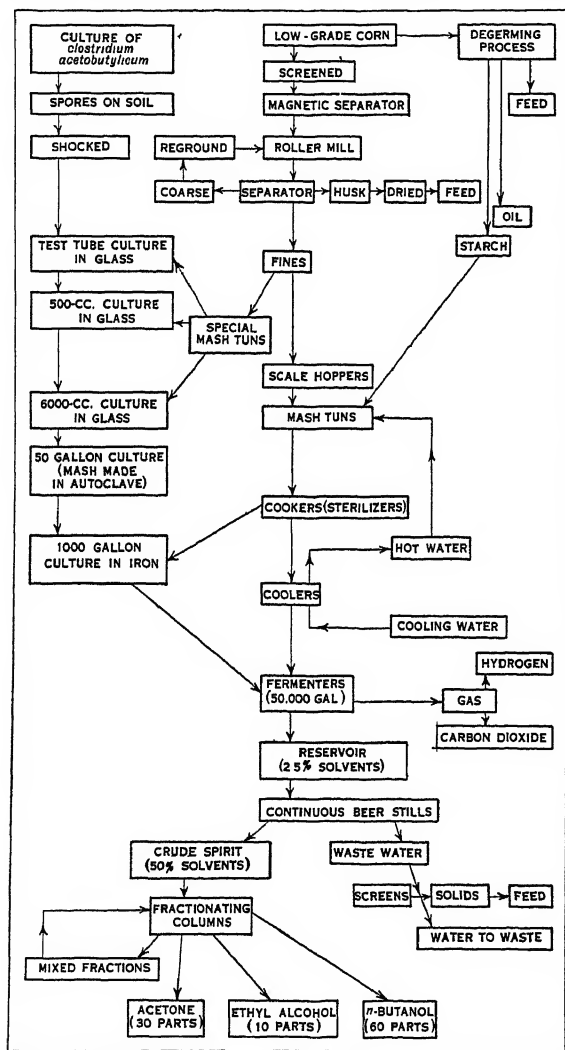 CULTURE OF
clostridium
acetobutylicum
LOW-GRADE CORN
DEGERMING
PROCESS
SCREENED
SPORES ON SOIL
MAGNETIC SEPARATOR
FEED
SHOCKED
REGROUND
ROLLER MILL
COARSE
SEPARATOR
HUSK
DRIED
FEED
OIL
TEST TUBE CULTURE
IN GLASS
FINES
STARCH
500-CC. CULTURE
IN GLASS
SPECIAL
MASH TUNS
SCALE HOPPERS
6000-CC. CULTURE
IN GLASS
MASH TUNS
50 GALLON CULTURE
(MASH MADE
IN AUTOCLAVE)
COOKERS(STERILIZERS)
1000 GALLON
CULTURE IN IRON
HOT WATER
COOLERS
COOLING WATER
HYDROGEN
FERMENTERS
(50,000 GAL)
GAS
CARBON DIOXIDE
RESERVOIR
(25% SOLVENTS)
CONTINUOUS BEER STILLS
CRUDE SPIRIT
(50% SOLVENTS)
WASTE WATER
SCREENS
SOLIDS
FEED
FRACTIONATING
COLUMNS
WATER TO WASTE
MIXED FRACTIONS
ACETONE
(30 PARTS)
ETHYL ALCOHOL
(10 PARTS)
n-BUTANOL
(60 PARTS)